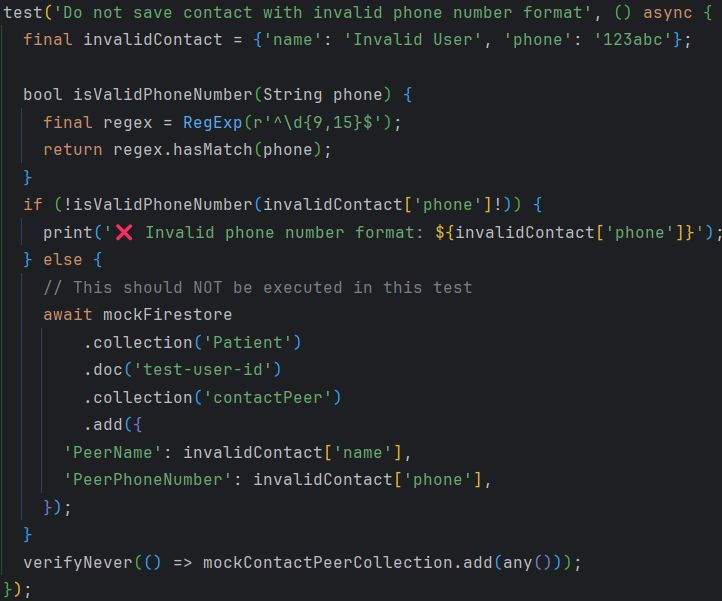 test('Do not save contact with invalid phone number format', () async {
  final invalidContact = {'name': 'Invalid User', 'phone': '123abc'};

  bool isValidPhoneNumber(String phone) {
    final regex = RegExp(r'^\d{9,15}$');
    return regex.hasMatch(phone);
  }
  if (!isValidPhoneNumber(invalidContact['phone']!)) {
    print('❌ Invalid phone number format: ${invalidContact['phone']}');
  } else {
    // This should NOT be executed in this test
    await mockFirestore
        .collection('Patient')
        .doc('test-user-id')
        .collection('contactPeer')
        .add({
      'PeerName': invalidContact['name'],
      'PeerPhoneNumber': invalidContact['phone'],
    });
  }
  verifyNever(() => mockContactPeerCollection.add(any()));
});